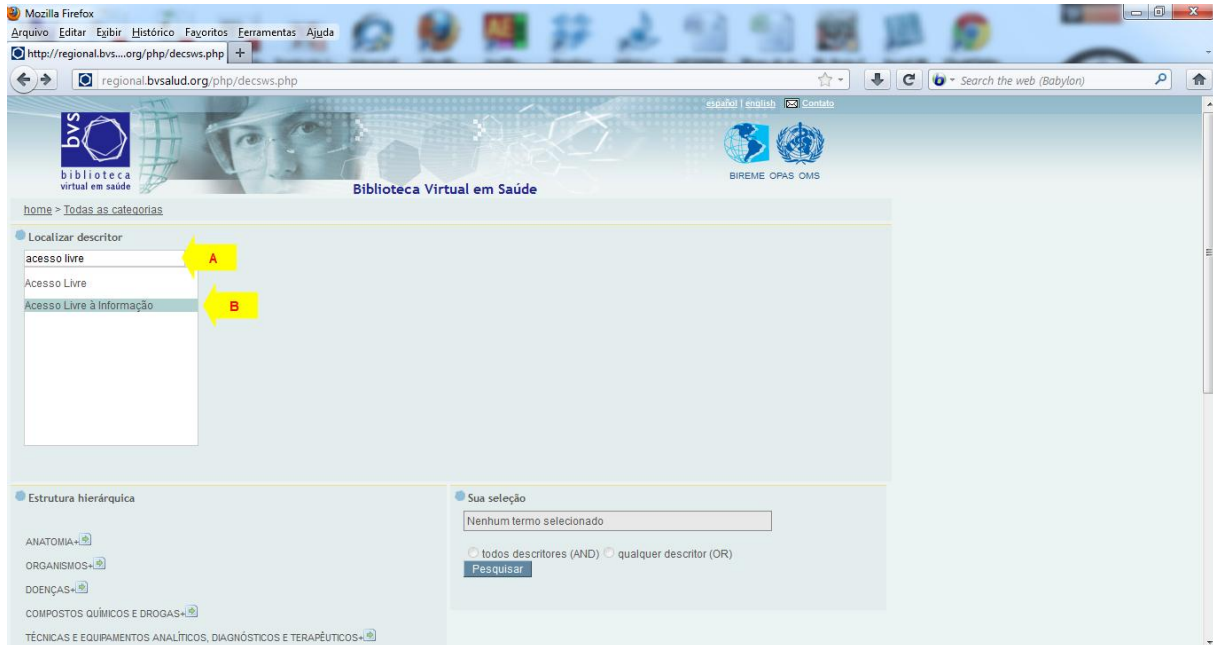 Mozilla Firefox
Arquivo Editar Exibir Histórico Favoritos Ferramentas Ajuda
http://regional.bvs....org/php/decsws.php +
regional.bvsalud.org/php/decsws.php
Search the web (Babylon)
español | english Contato
bvs
biblioteca
virtual em saúde
Biblioteca Virtual em Saúde
BIREME OPAS OMS
home > Todas as categorias
Localizar descritor
acesso livre
A
Acesso Livre
Acesso Livre à Informação
B
Estrutura hierárquica
Sua seleção
Nenhum termo selecionado
ANATOMIA+
todos descritores (AND) qualquer descritor (OR)
ORGANISMOS+
Pesquisar
DOENÇAS+
COMPOSTOS QUÍMICOS E DROGAS+
TÉCNICAS E EQUIPAMENTOS ANALÍTICOS, DIAGNÓSTICOS E TERAPÊUTICOS+